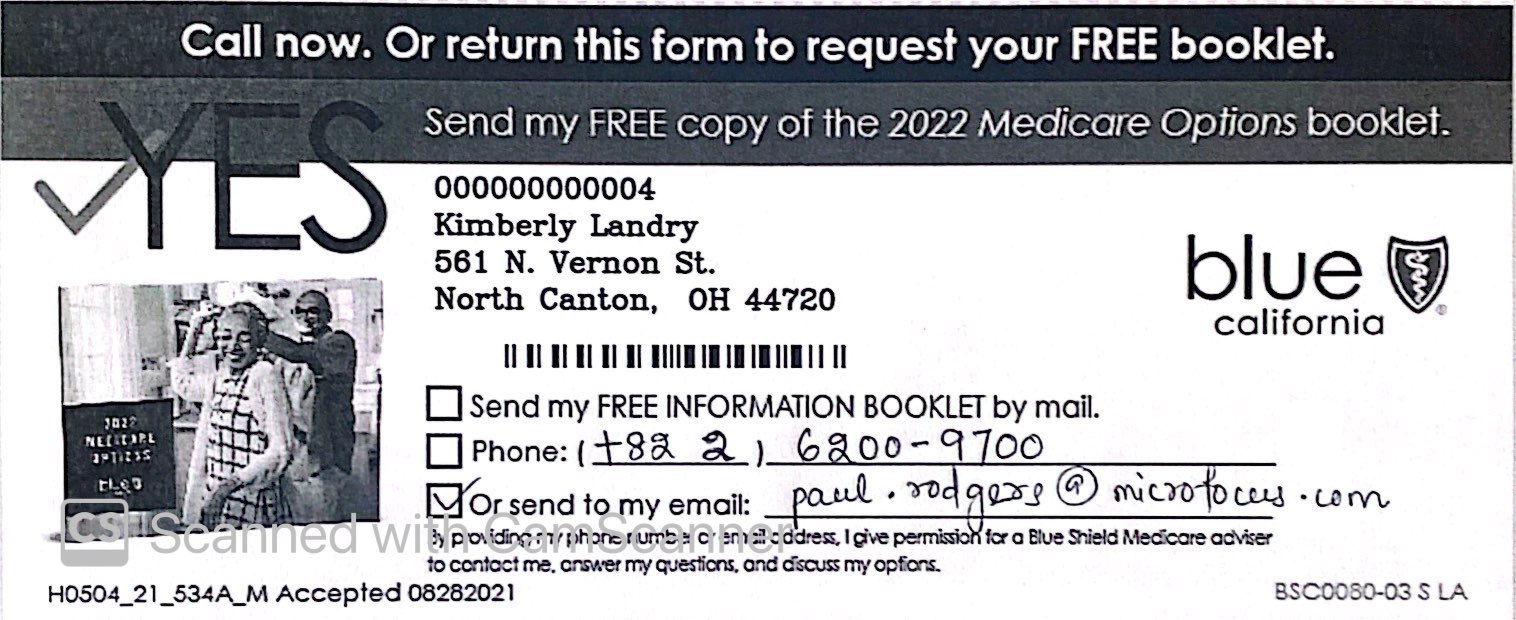 Call now. Or return this form to request your FREE booklet.
YES
Send my FREE copy of the 2022 Medicare Options booklet.
000000000004
Kimberly Landry
561 N. Vernon St.
North Canton, OH 44720
blue
california
®
Send my FREE INFORMATION BOOKLET by mail.
Phone: (+82 2) 6200-9700
Or send to my email: paul.rodgers@microfocus.com
2022
MEDICARE
OPTIONS
CS Scanned with CamScanner
By providing my phone number or email address, I give permission for a Blue Shield Medicare adviser
to contact me, answer my questions, and discuss my options.
H0504_21_534A_M Accepted 08282021
BSC0080-03 S LA